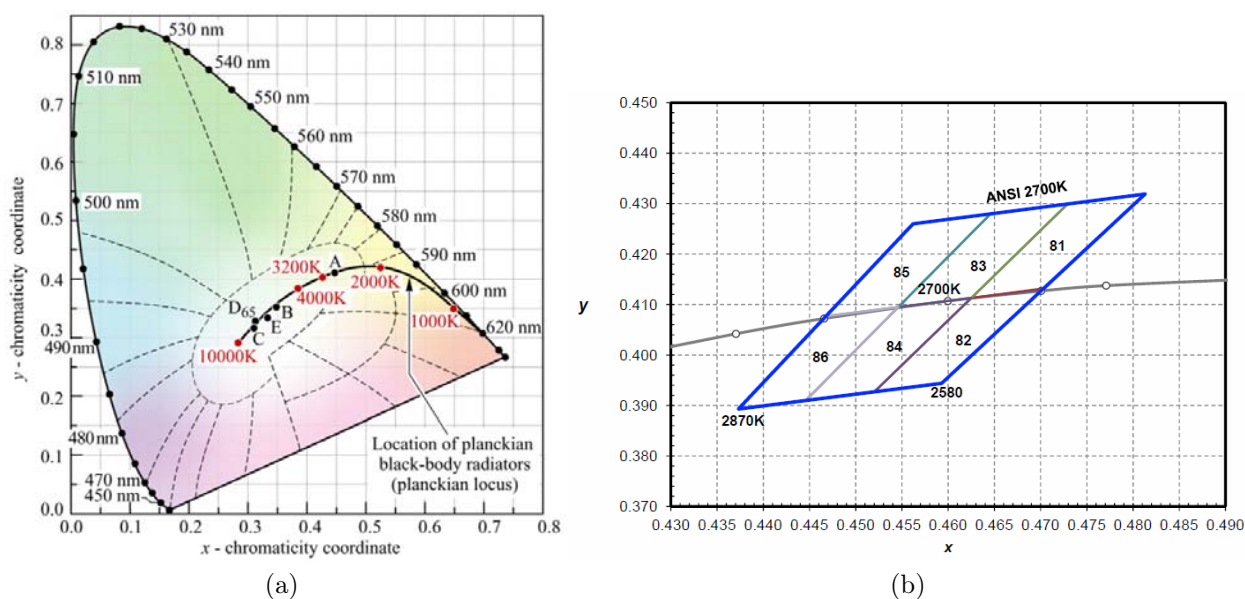 0.8
0.7
0.6
0.5
0.4
0.3
0.2
0.1
0.0
0.0
0.1
0.2
0.3
0.4
0.5
0.6
0.7
0.8
y - chromaticity coordinate
x - chromaticity coordinate
530 nm
540 nm
550 nm
560 nm
570 nm
580 nm
590 nm
600 nm
620 nm
510 nm
500 nm
490 nm
480 nm
470 nm
450 nm
3200K
A
2000K
4000K
D65
B
E
C
1000K
10000K
Location of planckian
black-body radiators
(planckian locus)
(a)
0.450
0.440
0.430
0.420
0.410
0.400
0.390
0.380
0.370
y
ANSI 2700K
81
83
85
2700K
82
84
86
2580
2870K
0.430
0.435
0.440
0.445
0.450
0.455
0.460
0.465
0.470
0.475
0.480
0.485
0.490
x
(b)